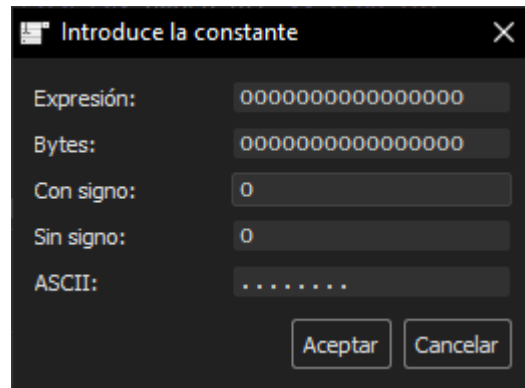 Introduce la constante
Expresión: 0000000000000000
Bytes: 0000000000000000
Con signo: 0
Sin signo: 0
ASCII: ........
Aceptar Cancelar